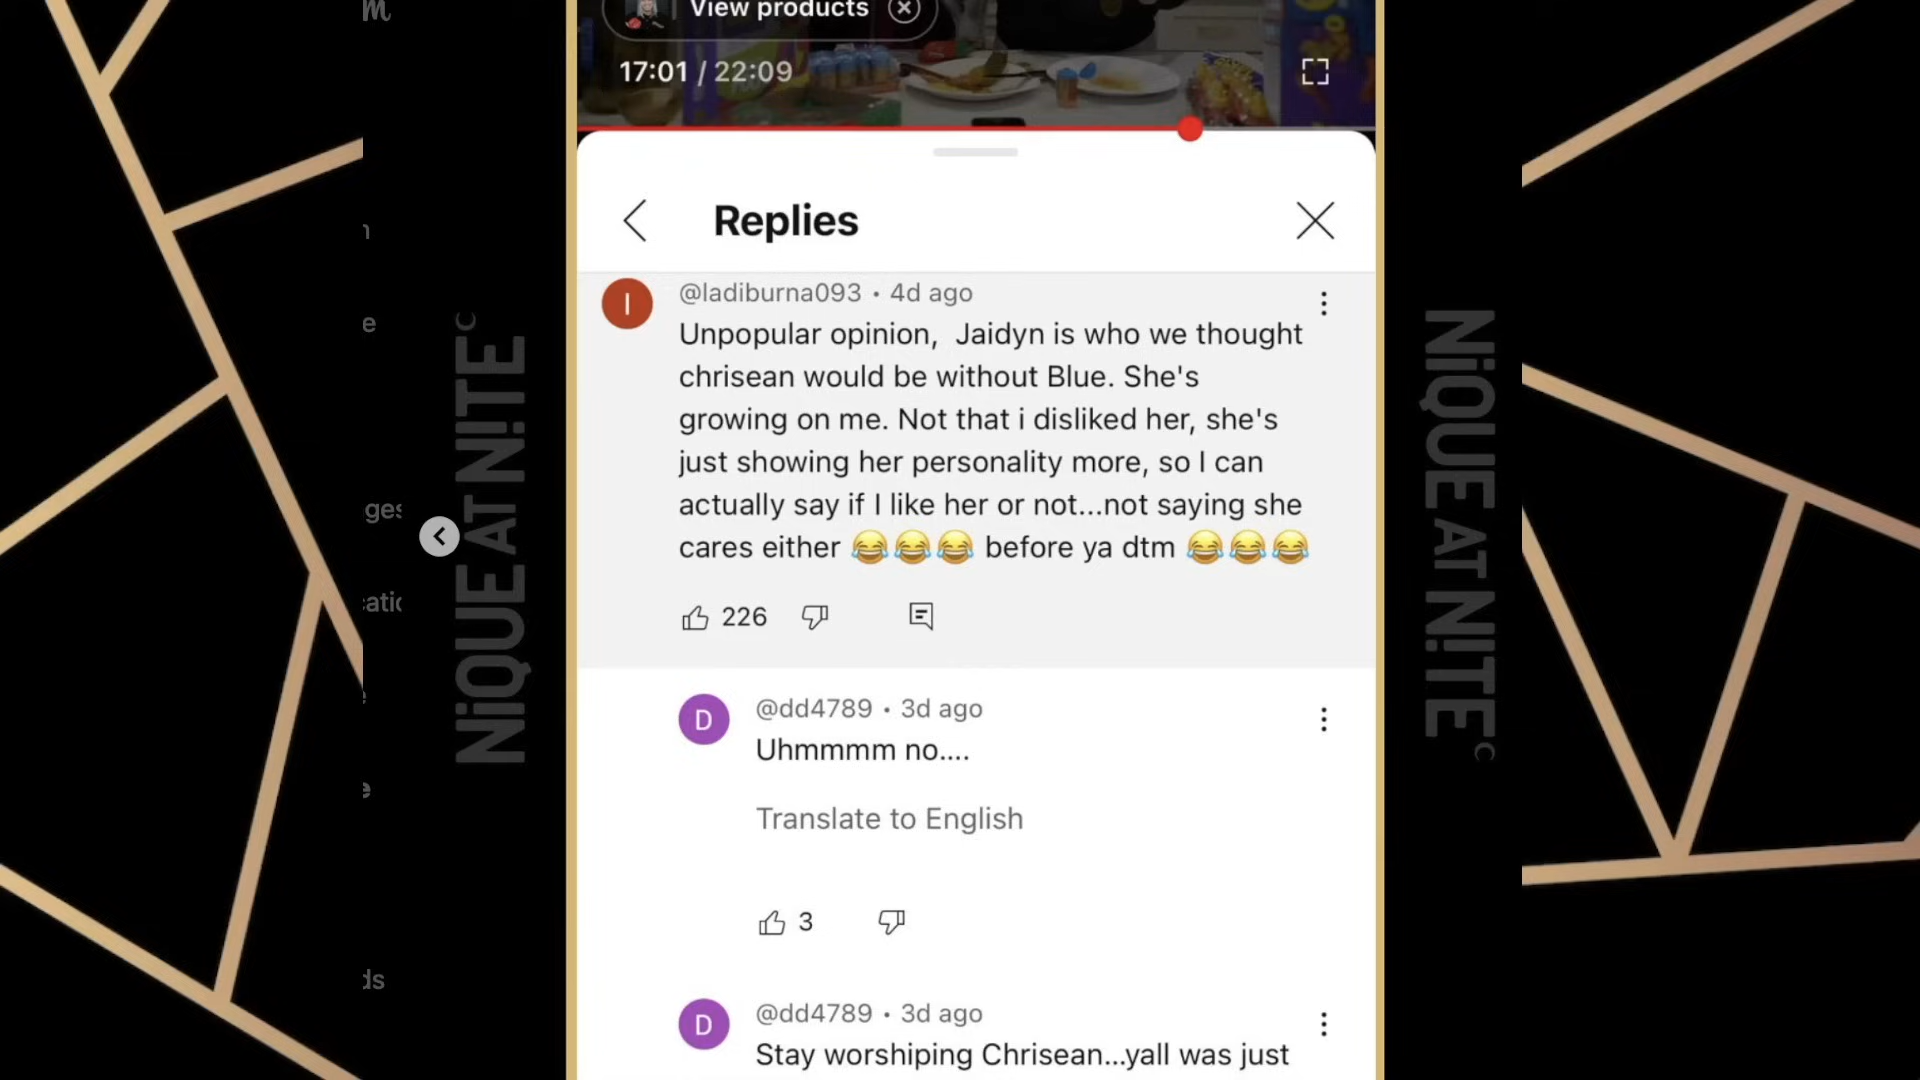 View products
17:01 / 22:09
Replies
@ladiburna093 • 4d ago
Unpopular opinion,  Jaidyn is who we thought
chrisean would be without Blue. She's
growing on me. Not that i disliked her, she's
just showing her personality more, so I can
actually say if I like her or not...not saying she
cares either 😂😂😂 before ya dtm 😂😂😂
226
D
@dd4789 • 3d ago
Uhmmmm no....
Translate to English
3
D
@dd4789 • 3d ago
Stay worshiping Chrisean...yall was just
NiQUE AT N!TE
NiQUE AT N!TE